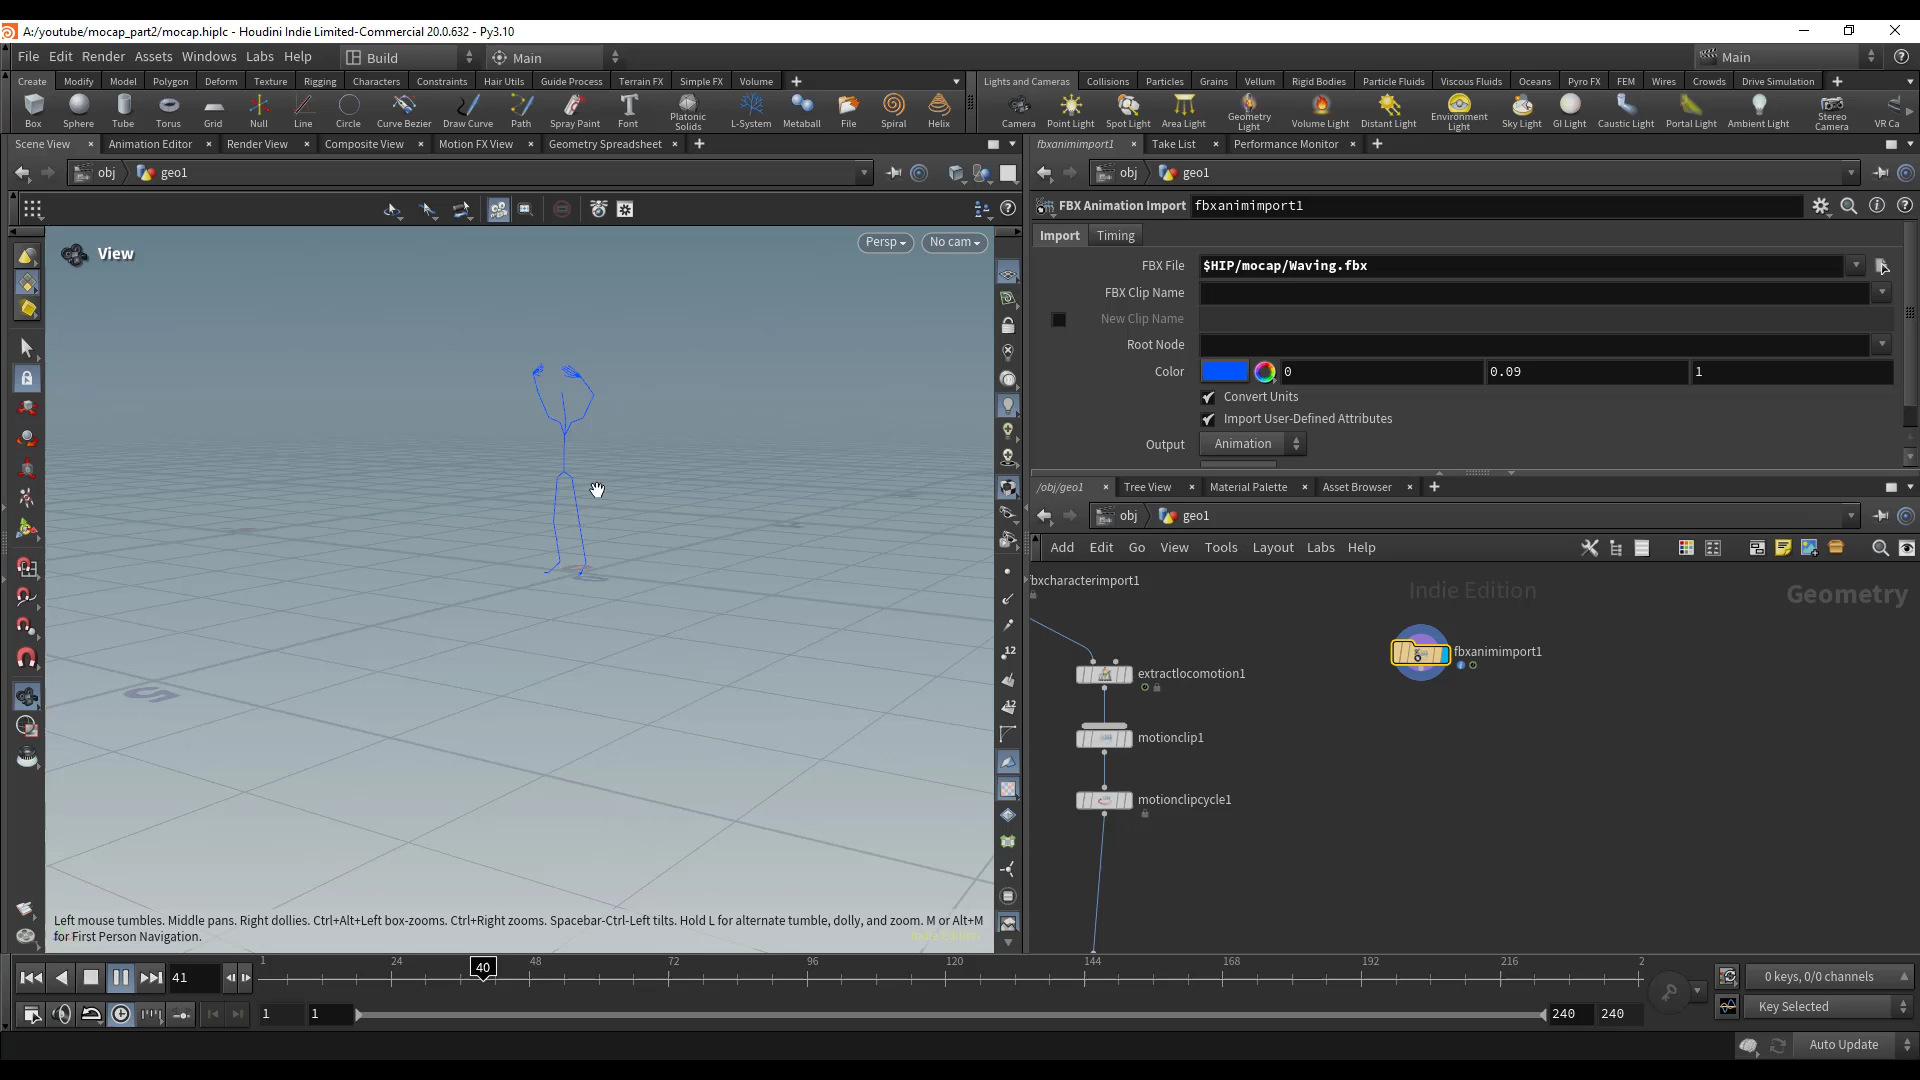 A:/youtube/mocap_part2/mocap.hiplc - Houdini Indie Limited-Commercial 20.0.632 - Py3.10
File Edit Render Assets Windows Labs Help Build Main Main
Create Modify Model Polygon Deform Texture Rigging Characters Constraints Hair Utils Guide Process Terrain FX Simple FX Volume
Lights and Cameras Collisions Particles Grains Vellum Rigid Bodies Particle Fluids Viscous Fluids Oceans Pyro FX FEM Wires Crowds Drive Simulation
Box Sphere Tube Torus Grid Null Line Circle Curve Bezier Draw Curve Path Spray Paint Font Platonic Solids L-System Metaball File Spiral Helix
Camera Point Light Spot Light Area Light Geometry Light Volume Light Distant Light Environment Light Sky Light GI Light Caustic Light Portal Light Ambient Light Stereo Camera VR Ca
Scene View Animation Editor Render View Composite View Motion FX View Geometry Spreadsheet
fbxanimimport1 Take List Performance Monitor
obj geo1
obj geo1
FBX Animation Import fbxanimimport1
View
Persp No cam
Import Timing
FBX File $HIP/mocap/Waving.fbx
FBX Clip Name
New Clip Name
Root Node
Color 0 0.09 1
Convert Units
Import User-Defined Attributes
Output Animation
/obj/geo1 Tree View Material Palette Asset Browser
obj geo1
Add Edit Go View Tools Layout Labs Help
bxcharacterimport1
Indie Edition
Geometry
fbxanimimport1
extractlocomotion1
motionclip1
motionclipcycle1
12
12
5
Left mouse tumbles. Middle pans. Right dollies. Ctrl+Alt+Left box-zooms. Ctrl+Right zooms. Spacebar-Ctrl-Left tilts. Hold L for alternate tumble, dolly, and zoom. M or Alt+M
for First Person Navigation.
41
1 24 40 48 72 96 120 144 168 192 216 2
0 keys, 0/0 channels
1 1 240 240
Key Selected
Auto Update